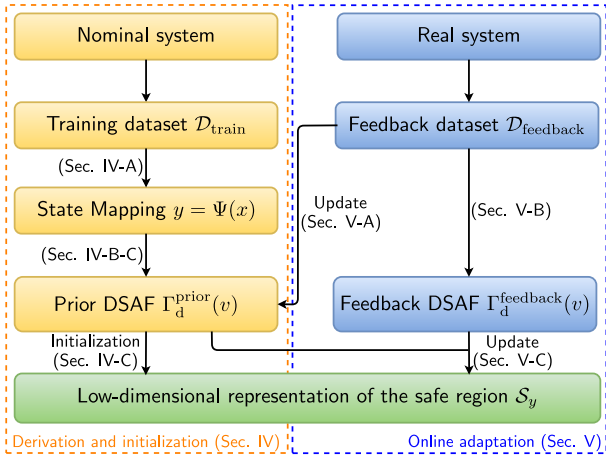 Nominal system
Real system
Training dataset 𝒟_train
Feedback dataset 𝒟_feedback
(Sec. IV-A)
Update
(Sec. V-A)
State Mapping y = Ψ(x)
(Sec. V-B)
(Sec. IV-B-C)
Prior DSAF Γ_d^prior(v)
Feedback DSAF Γ_d^feedback(v)
Initialization
(Sec. IV-C)
Update
(Sec. V-C)
Low-dimensional representation of the safe region 𝒮_y
Derivation and initialization (Sec. IV)
Online adaptation (Sec. V)